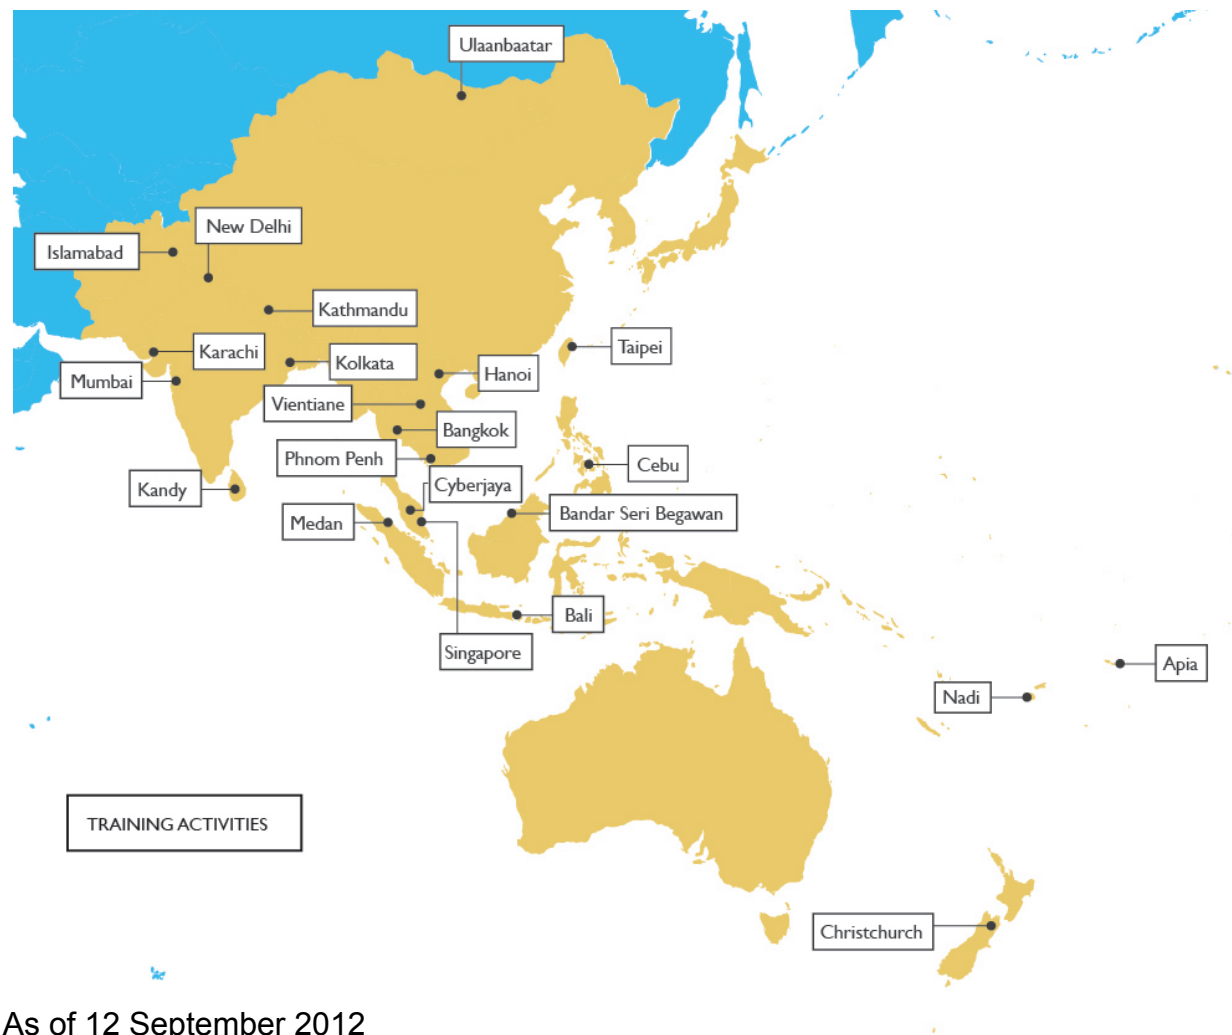 Ulaanbaatar
New Delhi
Islamabad
Kathmandu
Karachi
Kolkata
Taipei
Mumbai
Hanoi
Vientiane
Bangkok
Phnom Penh
Cebu
Kandy
Cyberjaya
Medan
Bandar Seri Begawan
Bali
Singapore
Apia
Nadi
TRAINING ACTIVITIES
Christchurch
As of 12 September 2012